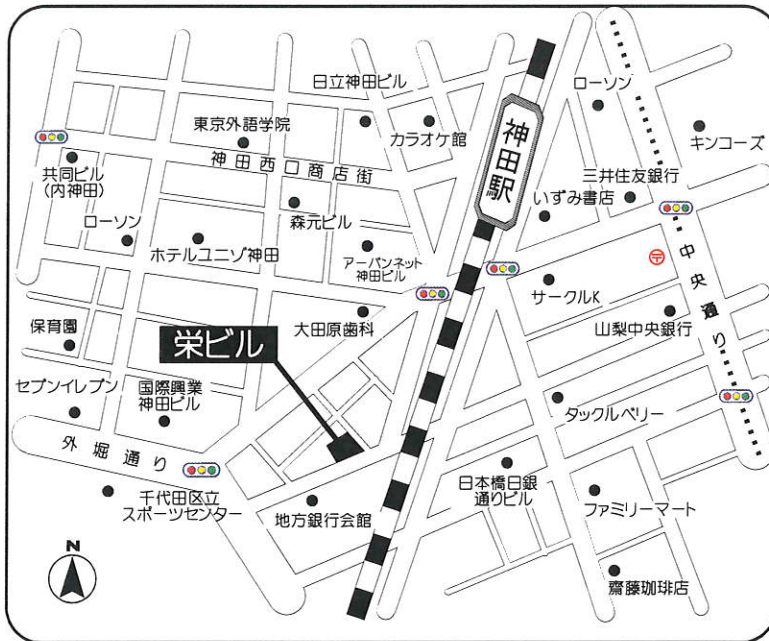 日立神田ビル
ローソン
東京外語学院
カラオケ館
神田駅
キンコーズ
神田西口商店街
共同ビル
(内神田)
三井住友銀行
いずみ書店
ローソン
森元ビル
ホテルユニゾ神田
アーバンネット
神田ビル
中央通り
サークルK
保育園
大田原歯科
山梨中央銀行
栄ビル
セブンイレブン
国際興業
神田ビル
タックルベリー
外堀通り
千代田区立
スポーツセンター
地方銀行会館
日本橋日銀
通りビル
ファミリーマート
齋藤珈琲店
N